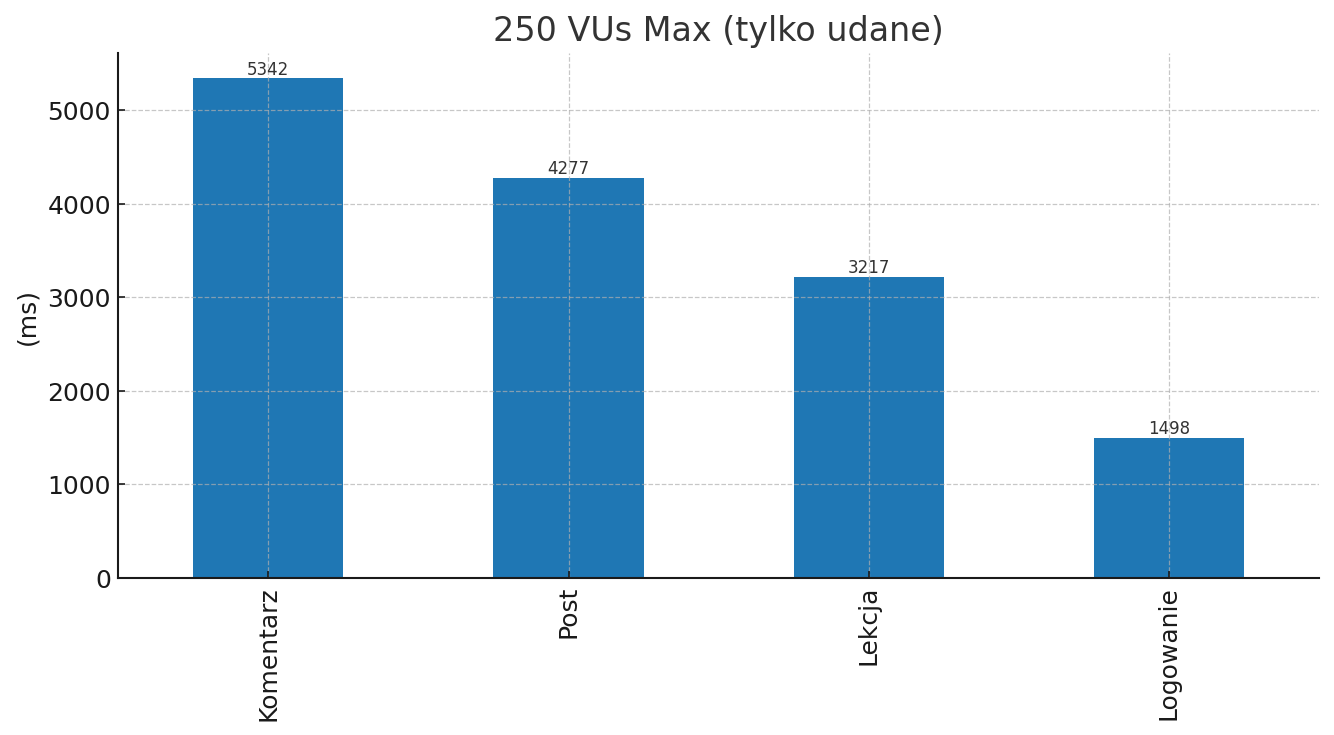 250 VUs Max (tylko udane)
(ms)
5000
4000
3000
2000
1000
0
5342
4277
3217
1498
Komentarz
Post
Lekcja
Logowanie